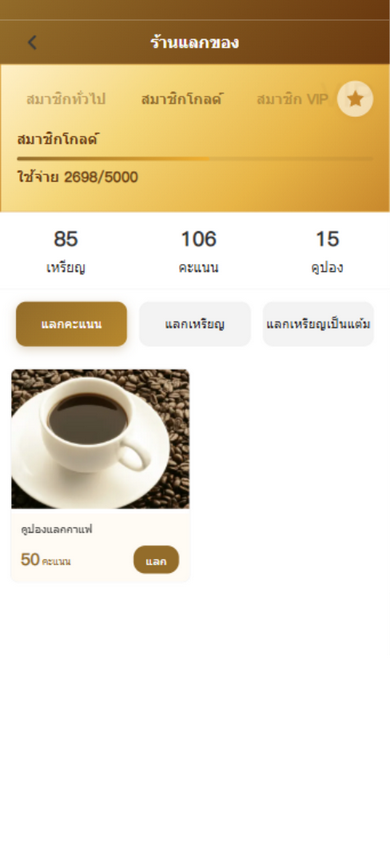 ร้านแลกของ
สมาชิกทั่วไป สมาชิกโกลด์ สมาชิก VIP
สมาชิกโกลด์
ใช้จ่าย 2698/5000
85 106 15
เหรียญ คะแนน คูปอง
แลกคะแนน แลกเหรียญ แลกเหรียญเป็นแต้ม
คูปองแลกกาแฟ
50 คะแนน แลก